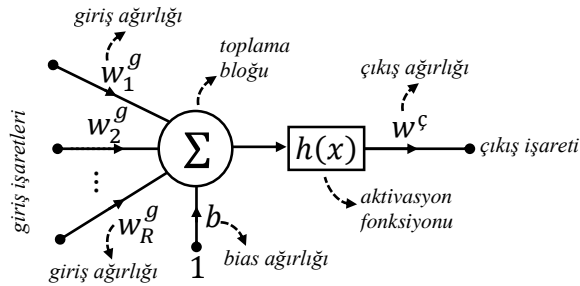 giriş ağırlığı
toplama
bloğu
çıkış ağırlığı
w₁ᵍ
w₂ᵍ
...
w_Rᵍ
giriş işaretleri
Σ
h(x)
wç
çıkış işareti
aktivasyon
fonksiyonu
b
1
giriş ağırlığı
bias ağırlığı